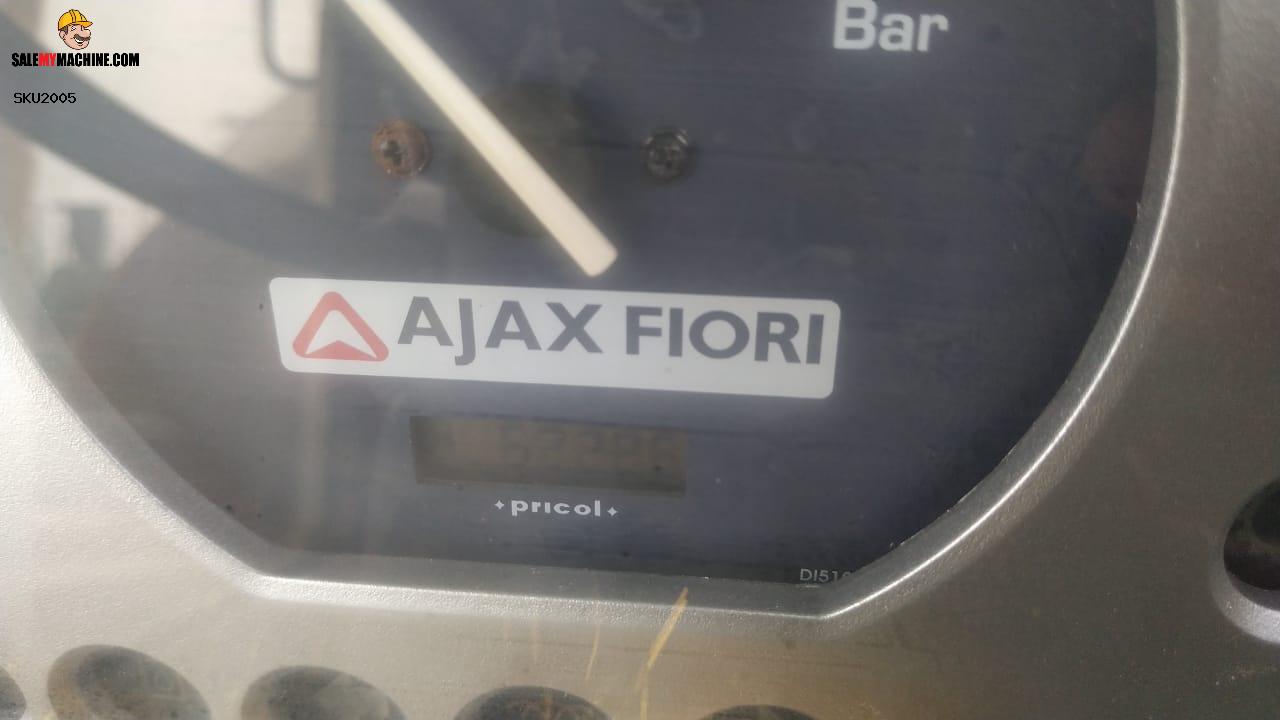 SALEMYMACHINE.COM
SKU2005
Bar
AJAX FIORI
pricol